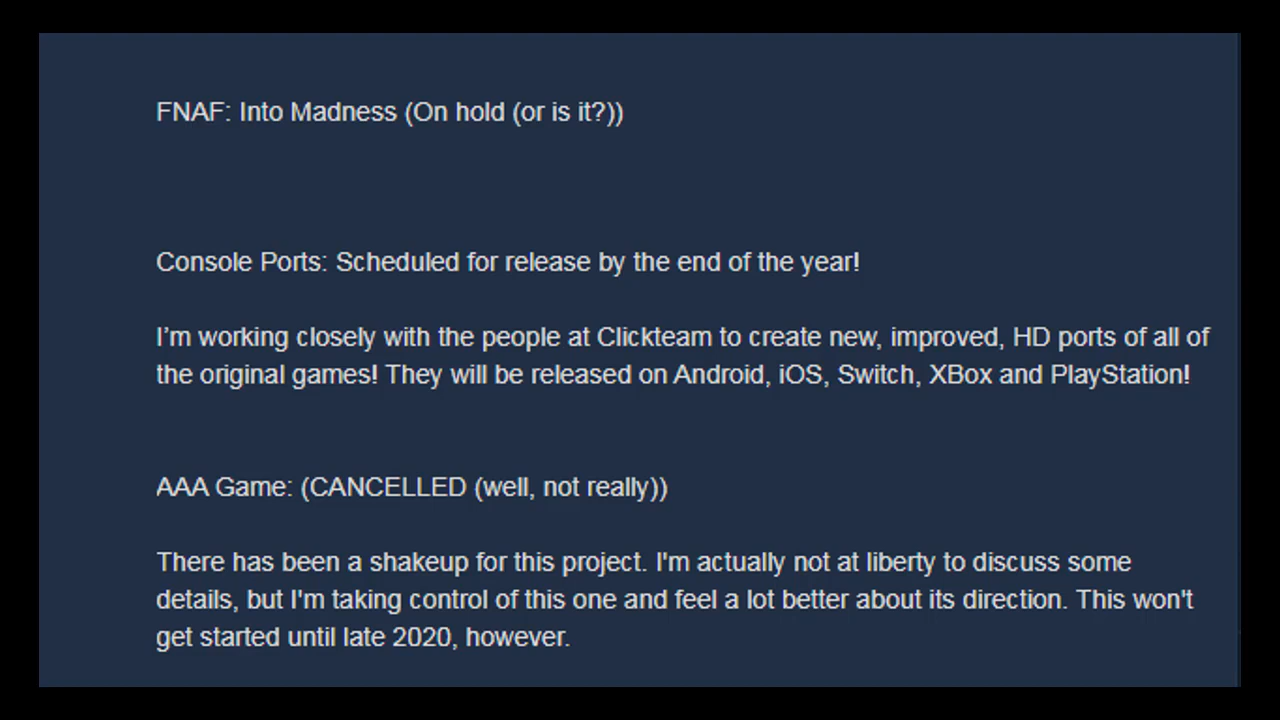 FNAF: Into Madness (On hold (or is it?))
Console Ports: Scheduled for release by the end of the year!
I’m working closely with the people at Clickteam to create new, improved, HD ports of all of
the original games! They will be released on Android, iOS, Switch, XBox and PlayStation!
AAA Game: (CANCELLED (well, not really))
There has been a shakeup for this project. I'm actually not at liberty to discuss some
details, but I'm taking control of this one and feel a lot better about its direction. This won't
get started until late 2020, however.